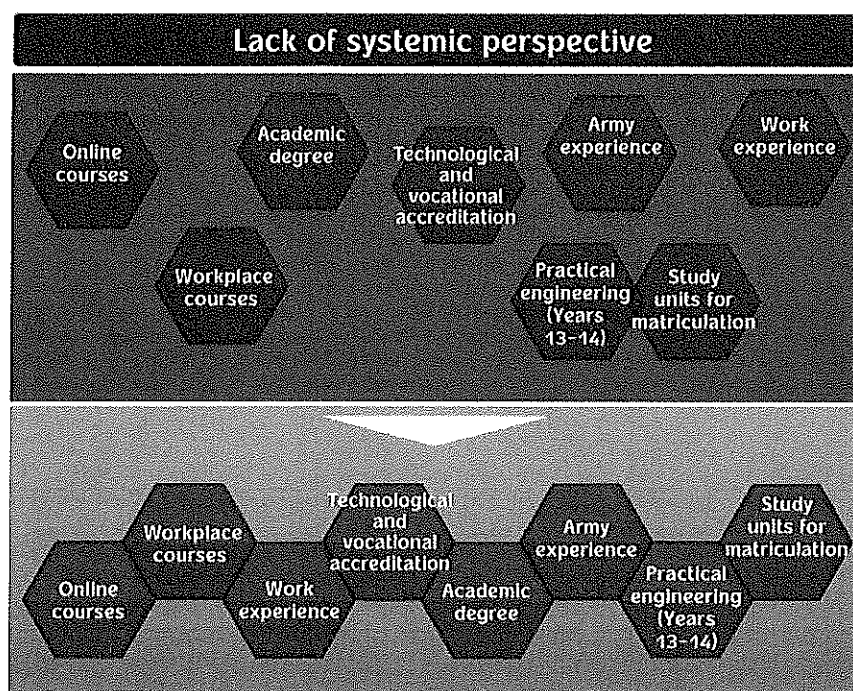 Lack of systemic perspective
Online
courses
Academic
degree
Technological
and
vocational
accreditation
Army
experience
Work
experience
Workplace
courses
Practical
engineering
(Years
13-14)
Study
units for
matriculation
Online
courses
Workplace
courses
Work
experience
Technological
and
vocational
accreditation
Academic
degree
Army
experience
Practical
engineering
(Years
13-14)
Study
units for
matriculation